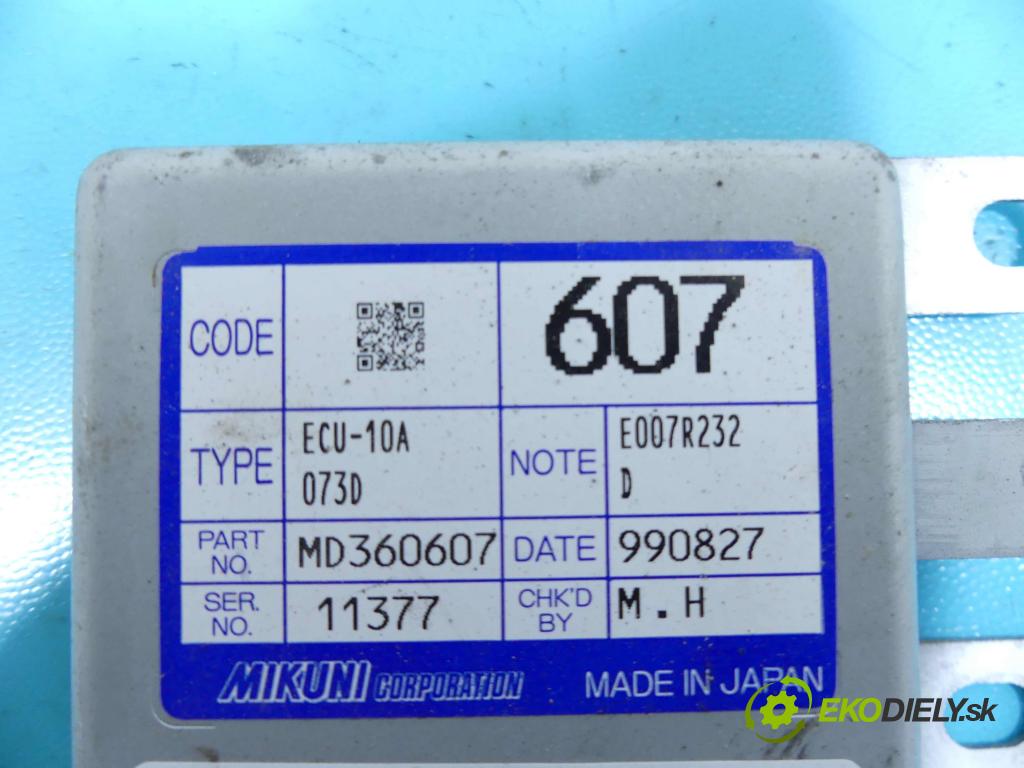 CODE 607
TYPE ECU-10A 073D NOTE E007R232 D
PART NO. MD360607 DATE 990827
SER. NO. 11377 CHK'D BY M.H
MIKUNI CORPORATION MADE IN JAPAN
EKODIELY.sk